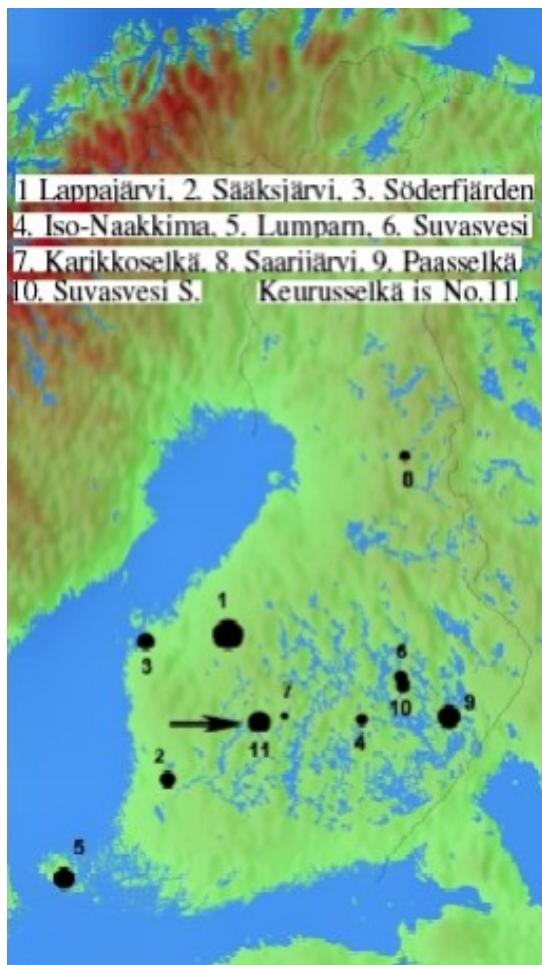 1 Lappajärvi, 2. Sääksjärvi, 3. Söderfjärden
4. Iso-Naakkima, 5. Lumparn, 6. Suvasvesi
7. Karikkoselkä, 8. Saarijärvi, 9. Paasselkä,
10. Suvasvesi S. Keurusselkä is No.11.
8
1
3
6
10
9
7
11
4
2
5